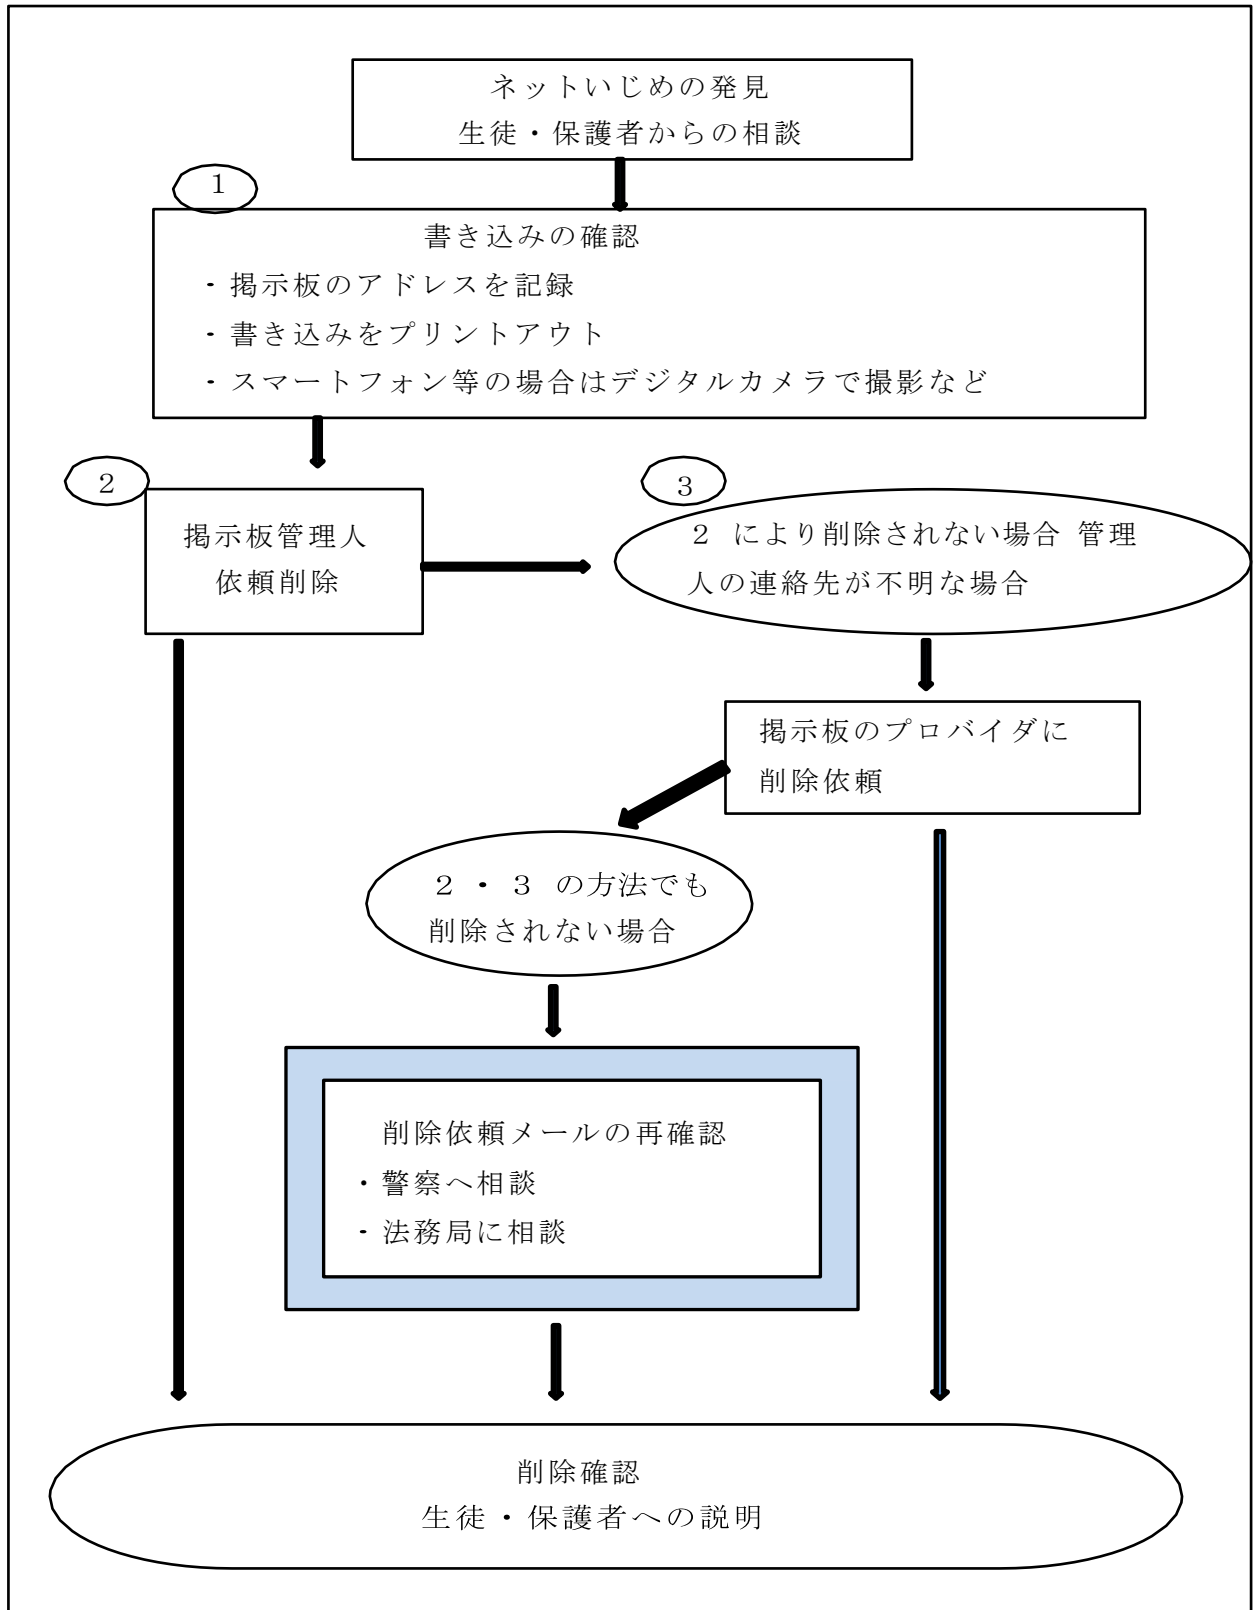 ネットいじめの発見
生徒・保護者からの相談
１
書き込みの確認
・掲示板のアドレスを記録
・書き込みをプリントアウト
・スマートフォン等の場合はデジタルカメラで撮影など
２
掲示板管理人
依頼削除
３
２ により削除されない場合 管理
人の連絡先が不明な場合
掲示板のプロバイダに
削除依頼
２ ・ ３ の方法でも
削除されない場合
削除依頼メールの再確認
・警察へ相談
・法務局に相談
削除確認
生徒・保護者への説明